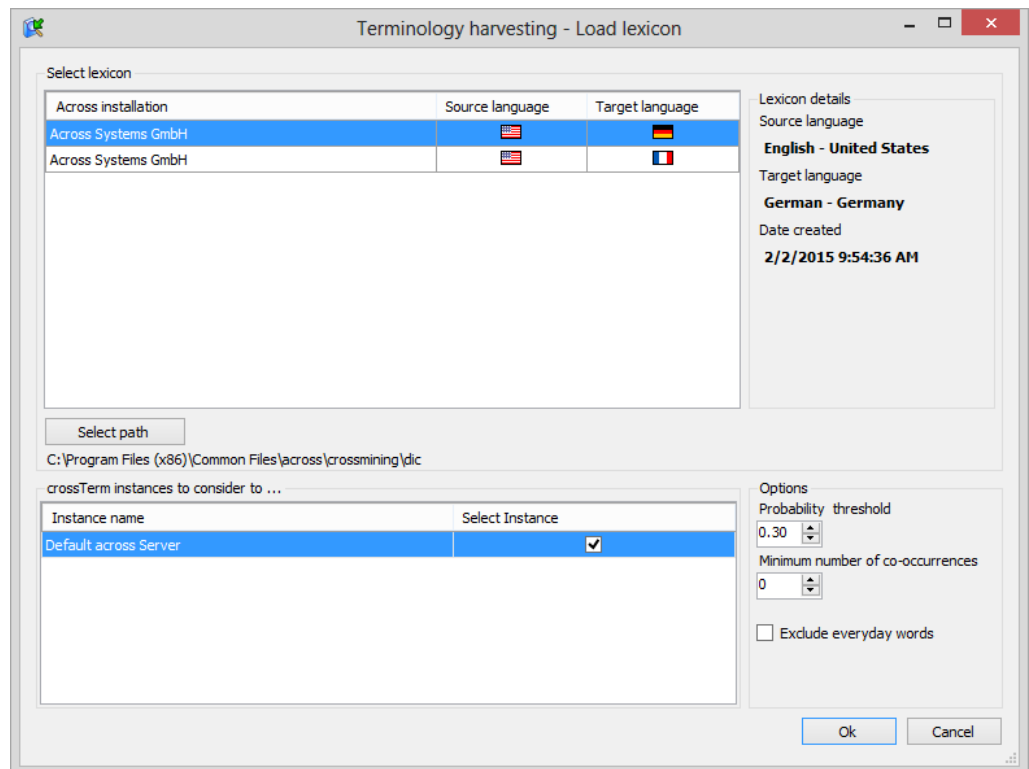 Terminology harvesting - Load lexicon
Select lexicon
Across installation Source language Target language
Across Systems GmbH
Across Systems GmbH
Lexicon details
Source language
English - United States
Target language
German - Germany
Date created
2/2/2015 9:54:36 AM
Select path
C:\Program Files (x86)\Common Files\across\crossmining\dic
crossTerm instances to consider to ...
Instance name Select Instance
Default across Server
Options
Probability threshold
0.30
Minimum number of co-occurrences
0
Exclude everyday words
Ok Cancel